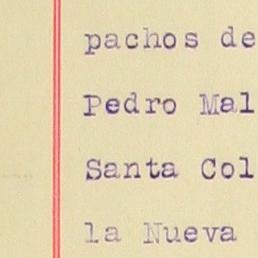 pachos de
Pedro Mal
Santa Col
la Nueva